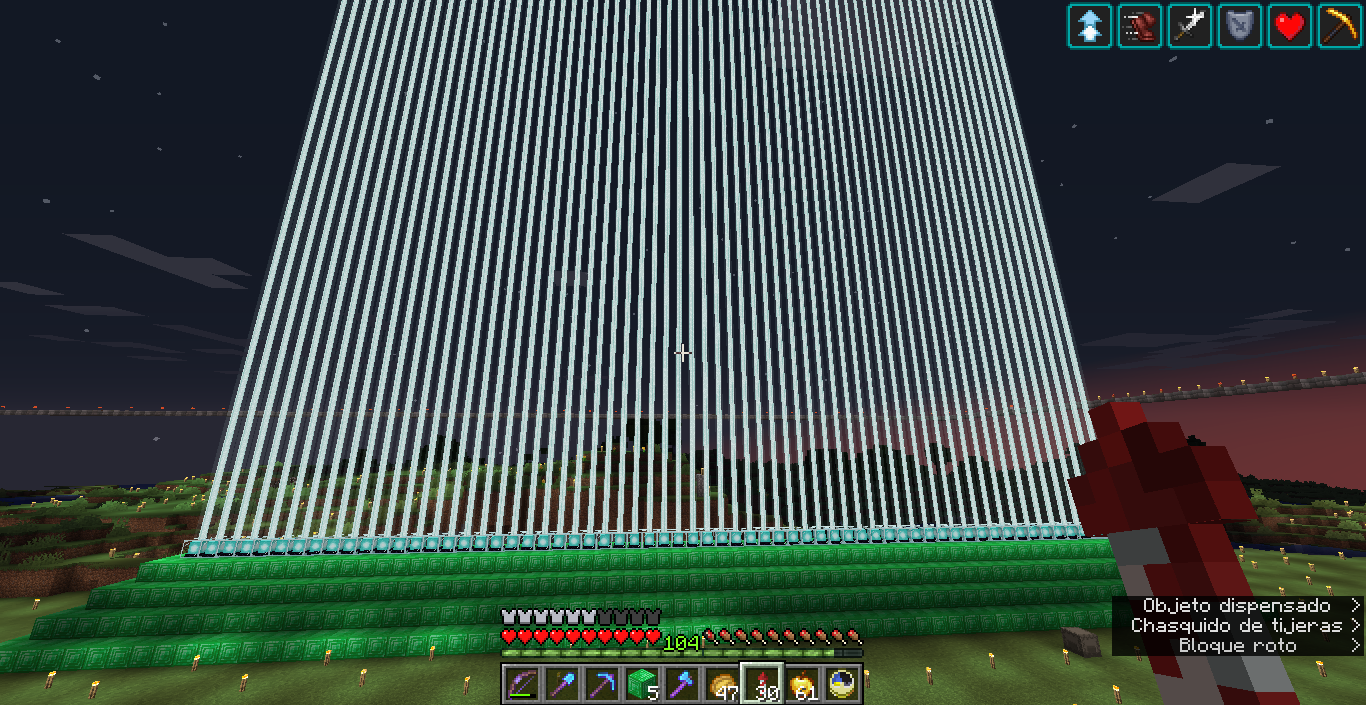 104
5
47
30
61
Objeto dispensado >
Chasquido de tijeras >
Bloque roto >